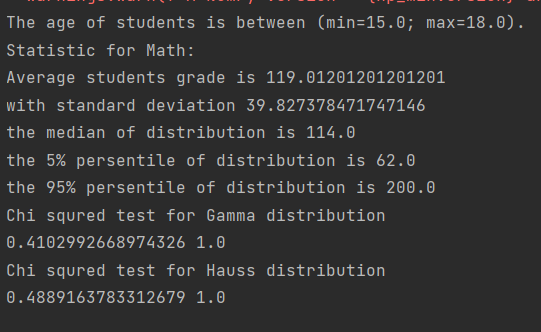 The age of students is between (min=15.0; max=18.0).
Statistic for Math:
Average students grade is 119.01201201201201
with standard deviation 39.827378471747146
the median of distribution is 114.0
the 5% persentile of distribution is 62.0
the 95% persentile of distribution is 200.0
Chi squred test for Gamma distribution
0.4102992668974326 1.0
Chi squred test for Hauss distribution
0.4889163783312679 1.0